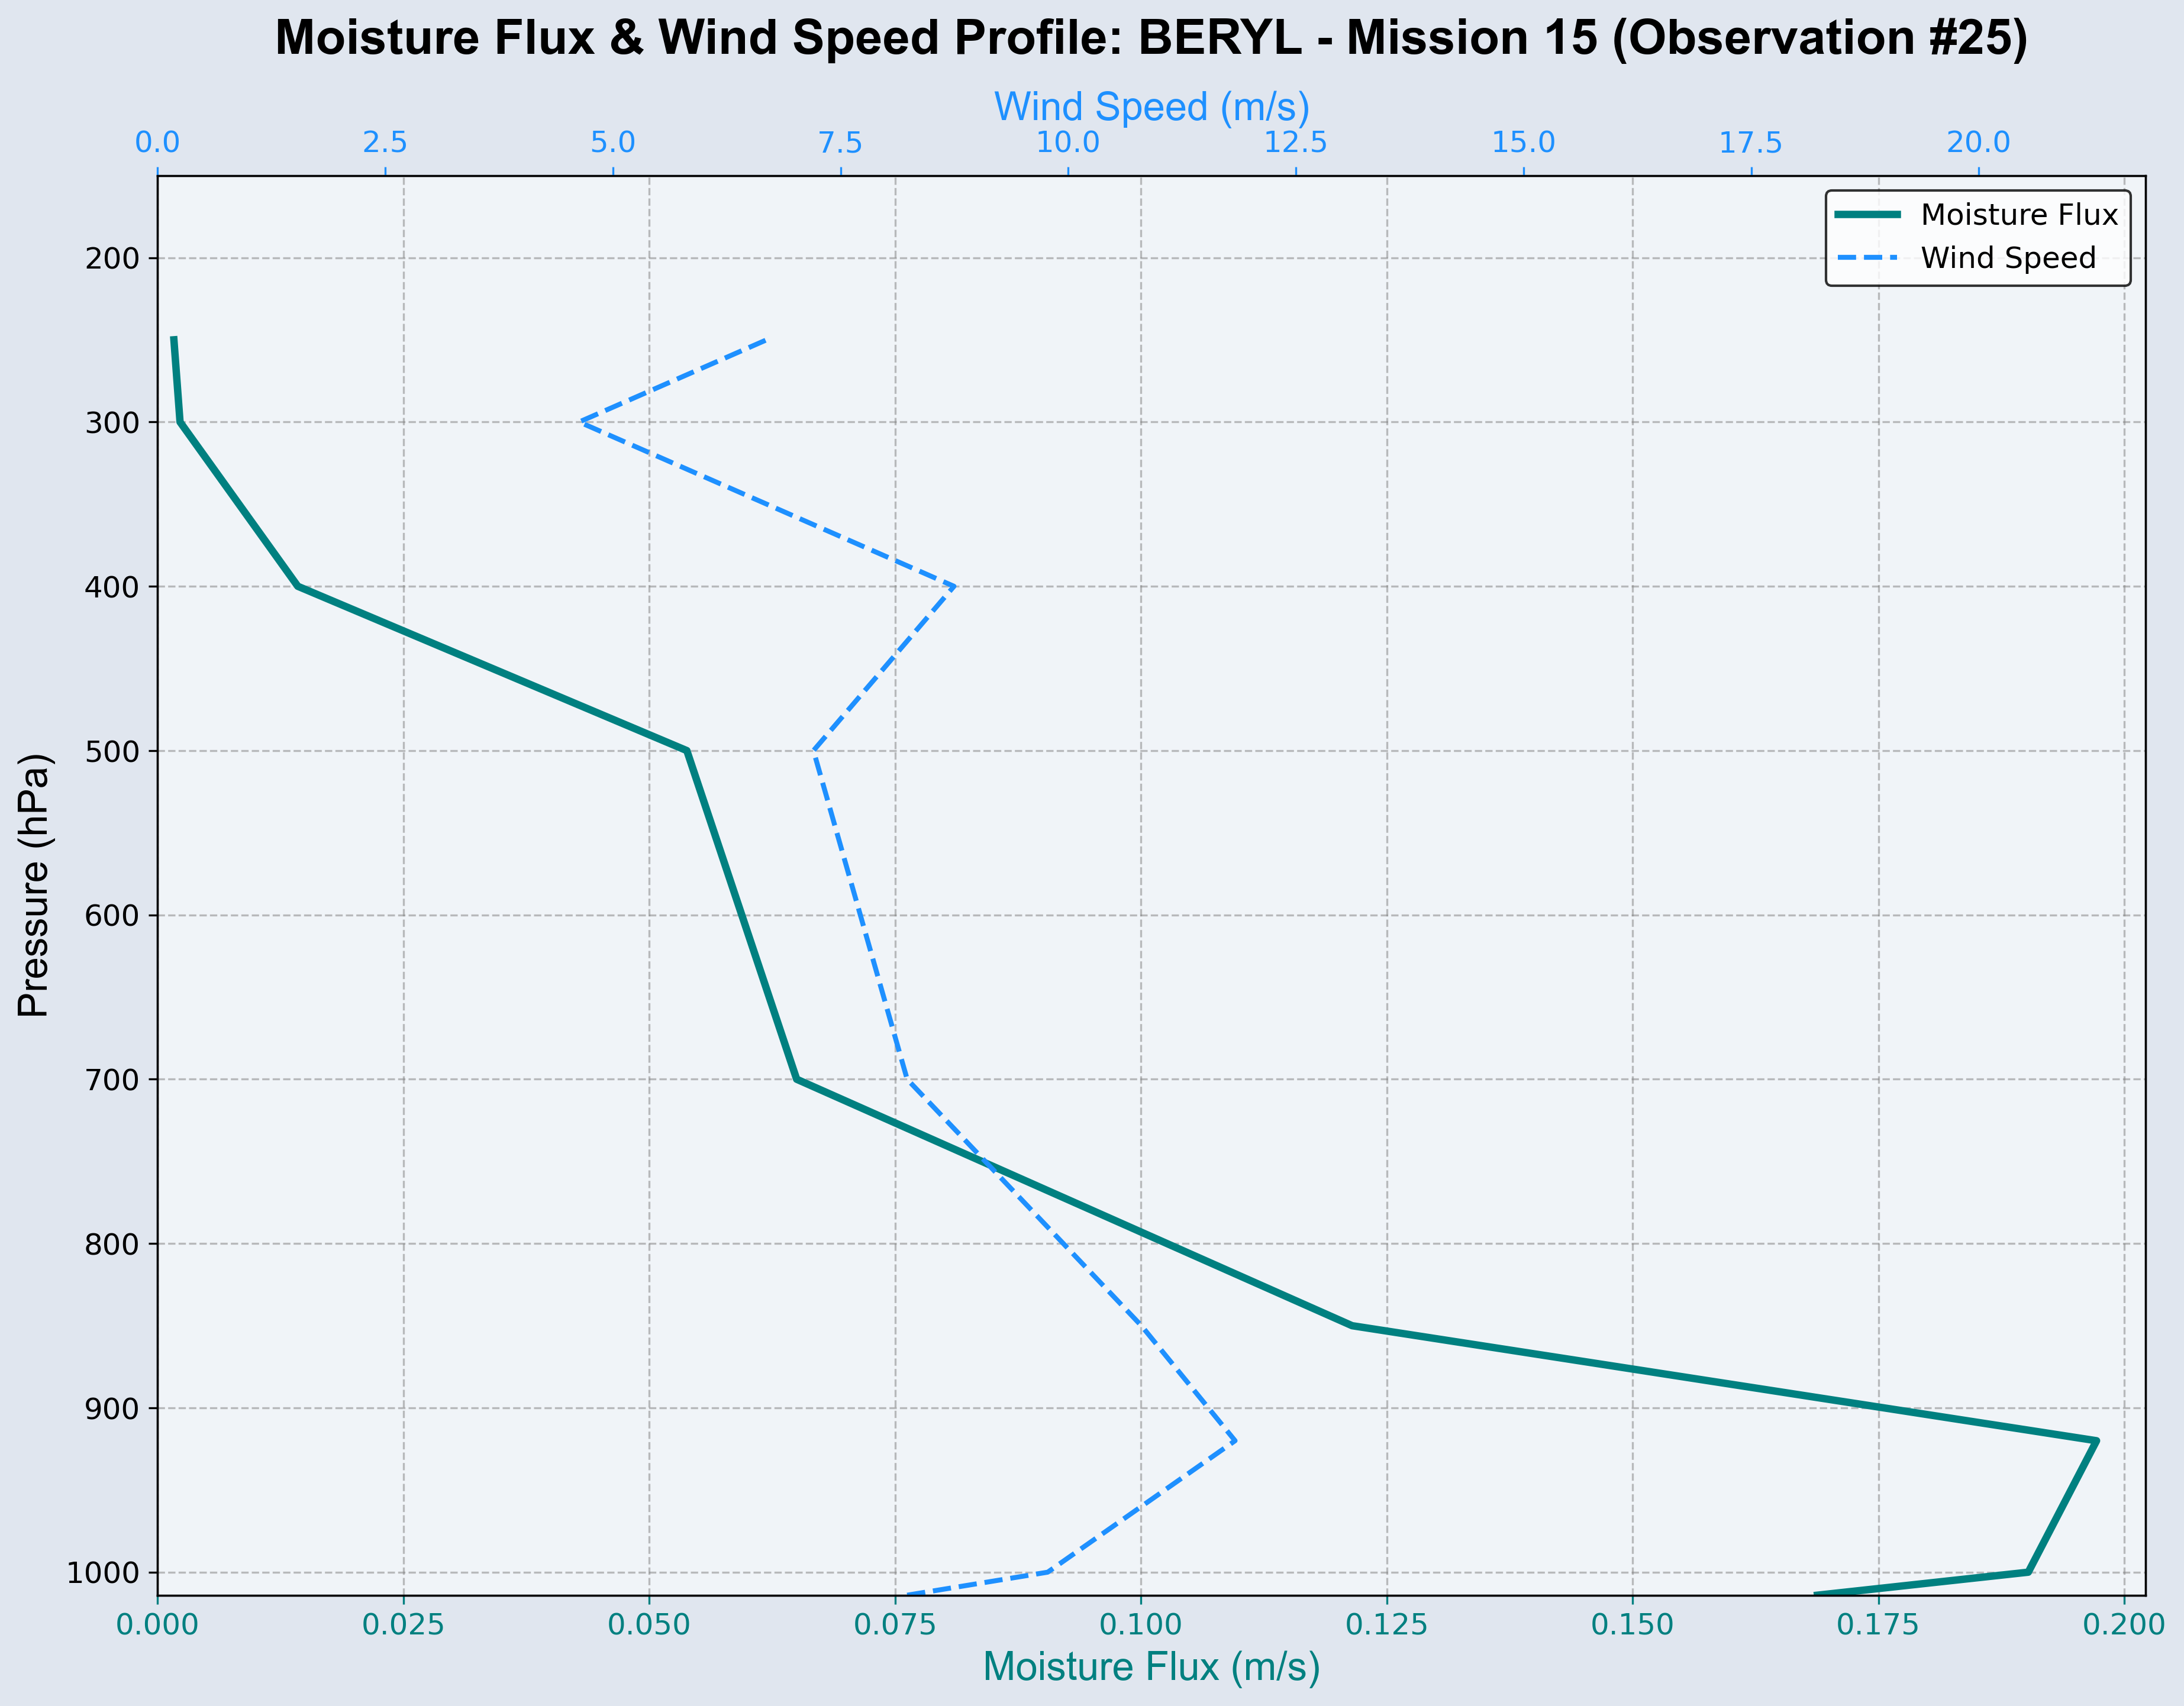 Moisture Flux & Wind Speed Profile: BERYL - Mission 15 (Observation #25)
Wind Speed (m/s)
0.0 2.5 5.0 7.5 10.0 12.5 15.0 17.5 20.0
Moisture Flux
Wind Speed
200
300
400
500
600
700
800
900
1000
Pressure (hPa)
0.000 0.025 0.050 0.075 0.100 0.125 0.150 0.175 0.200
Moisture Flux (m/s)